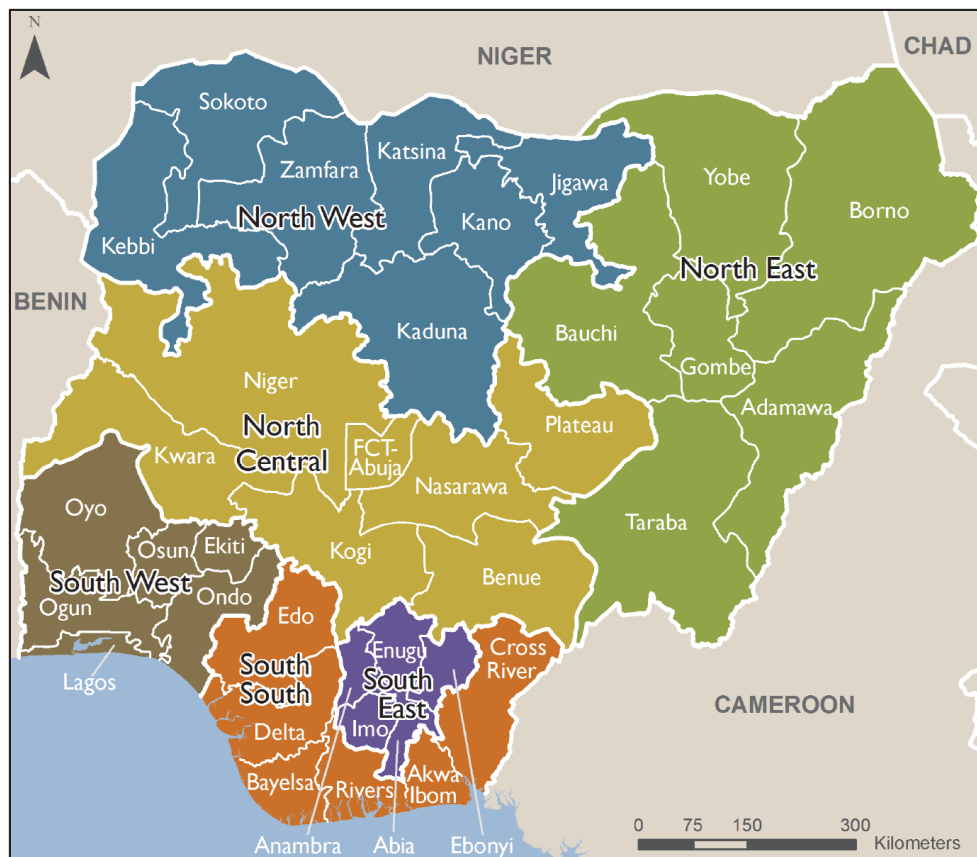 N
NIGER
CHAD
Sokoto
Katsina
Zamfara
Jigawa
Yobe
Borno
North West
Kano
Kebbi
North East
BENIN
Kaduna
Bauchi
Gombe
Niger
Adamawa
Plateau
North
Central
FCT-
Abuja
Kwara
Nasarawa
Oyo
Taraba
Osun
Ekiti
Kogi
Benue
South West
Ogun
Ondo
Edo
Cross
River
Enugu
South
South
South
East
Lagos
Delta
Imo
CAMEROON
Bayelsa
Rivers
Akwa
Ibom
Anambra
Abia
Ebonyi
0 75 150 300
Kilometers